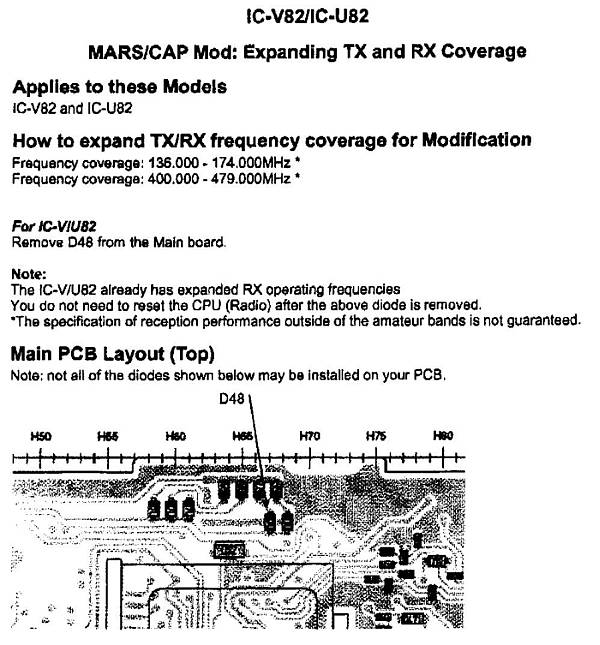 IC-V82/IC-U82
MARS/CAP Mod: Expanding TX and RX Coverage
Applies to these Models
IC-V82 and IC-U82
How to expand TX/RX frequency coverage for Modification
Frequency coverage: 136.000 - 174.000MHz *
Frequency coverage: 400.000 - 479.000MHz *
For IC-V/U82
Remove D48 from the Main board.
Note:
The IC-V/U82 already has expanded RX operating frequencies
You do not need to reset the CPU (Radio) after the above diode is removed.
*The specification of reception performance outside of the amateur bands is not guaranteed.
Main PCB Layout (Top)
Note: not all of the diodes shown below may be installed on your PCB.
D48
H50 H55 H60 H65 H70 H75 H80